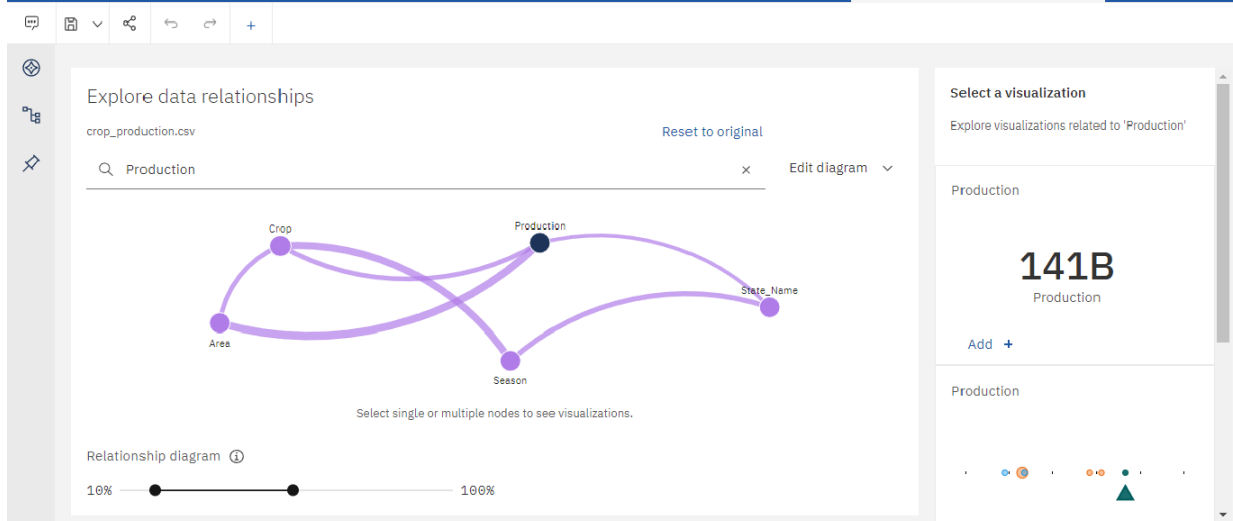 Explore data relationships
crop_production.csv
Reset to original
Production
Edit diagram
Crop
Production
State_Name
Area
Season
Select single or multiple nodes to see visualizations.
Relationship diagram
10%
100%
Select a visualization
Explore visualizations related to 'Production'
Production
141B
Production
Add +
Production